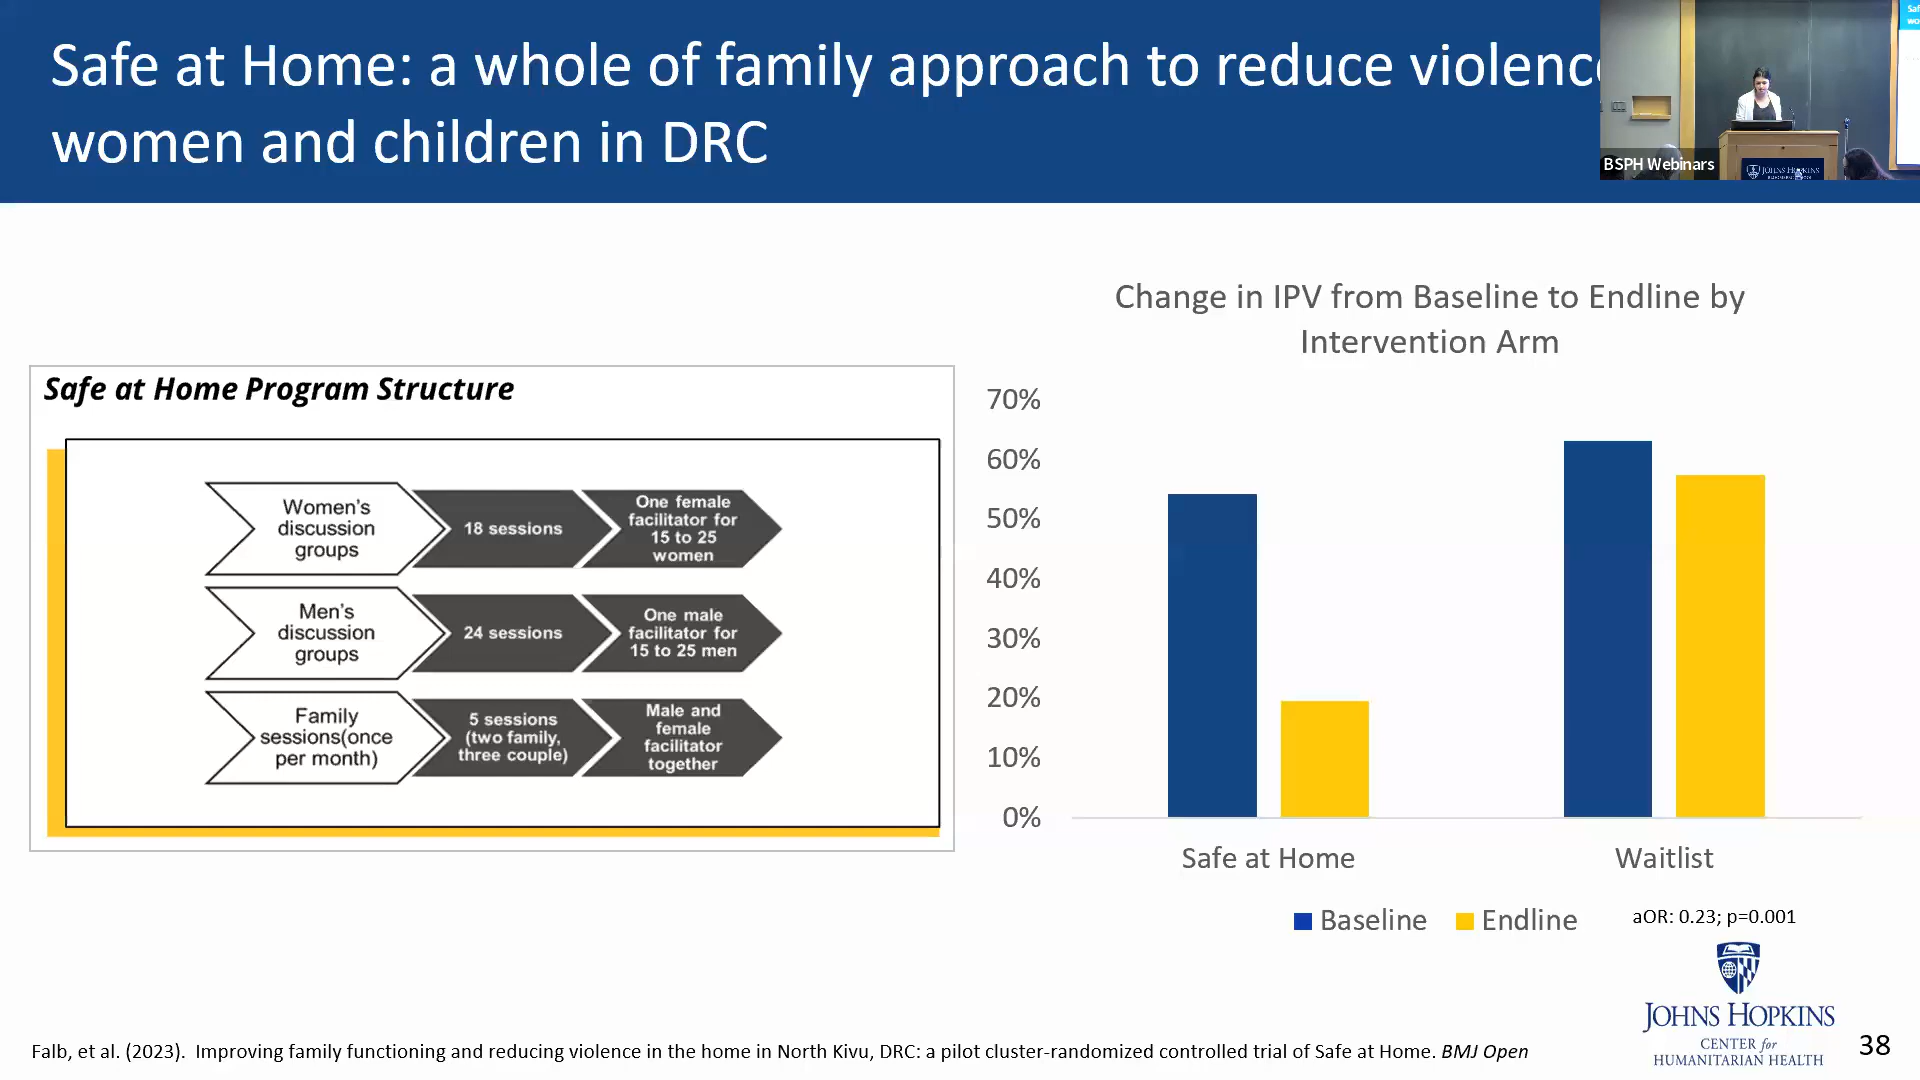 Safe at Home: a whole of family approach to reduce violence
women and children in DRC
BSPH Webinars
JOHNS HOPKINS
Safe at Home Program Structure
Women's
discussion
groups
18 sessions
One female
facilitator for
15 to 25
women
Men's
discussion
groups
24 sessions
One male
facilitator for
15 to 25 men
Family
sessions(once
per month)
5 sessions
(two family,
three couple)
Male and
female
facilitator
together
Change in IPV from Baseline to Endline by
Intervention Arm
70%
60%
50%
40%
30%
20%
10%
0%
Safe at Home
Waitlist
Baseline
Endline
aOR: 0.23; p=0.001
JOHNS HOPKINS
CENTER for
HUMANITARIAN HEALTH
Falb, et al. (2023). Improving family functioning and reducing violence in the home in North Kivu, DRC: a pilot cluster-randomized controlled trial of Safe at Home. BMJ Open
38